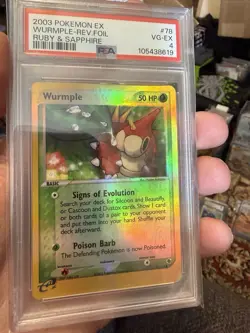 2003 POKEMON EX #78
WURMPLE-REV.FOIL VG-EX
RUBY & SAPPHIRE 4
PSA 105438619
Wurmple 50 HP
BASIC
Signs of Evolution
Search your deck for Silcoon and Beautifly
or Cascoon and Dustox cards. Show 1 card
or both cards of a pair to your opponent
and put them into your hand. Shuffle your
deck afterward.
Poison Barb
The Defending Pokémon is now Poisoned.